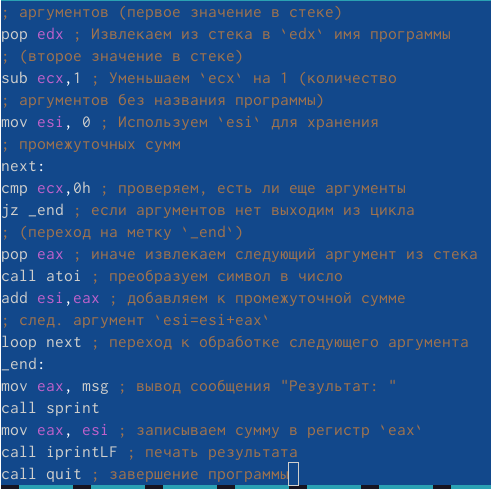 ; аргументов (первое значение в стеке)
pop edx ; Извлекаем из стека в `edx` имя программы
; (второе значение в стеке)
sub ecx,1 ; Уменьшаем `ecx` на 1 (количество
; аргументов без названия программы)
mov esi, 0 ; Используем `esi` для хранения
; промежуточных сумм
next:
cmp ecx,0h ; проверяем, есть ли еще аргументы
jz _end ; если аргументов нет выходим из цикла
; (переход на метку `_end`)
pop eax ; иначе извлекаем следующий аргумент из стека
call atoi ; преобразуем символ в число
add esi,eax ; добавляем к промежуточной сумме
; след. аргумент `esi=esi+eax`
loop next ; переход к обработке следующего аргумента
_end:
mov eax, msg ; вывод сообщения "Результат: "
call sprint
mov eax, esi ; записываем сумму в регистр `eax`
call iprintLF ; печать результата
call quit ; завершение программы